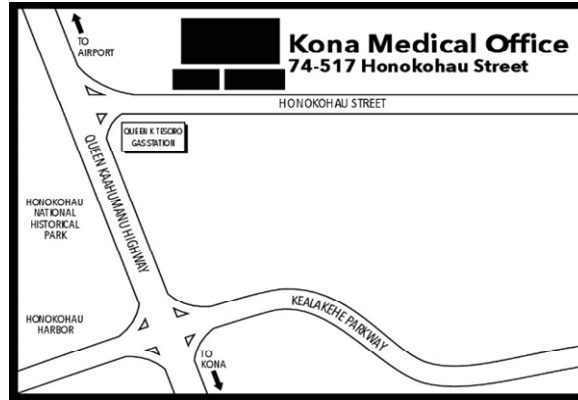 TO
AIRPORT
Kona Medical Office
74-517 Honokohau Street
HONOKOHAU STREET
QUEEN K TESORO
GAS STATION
QUEEN KAAHUMANU HIGHWAY
HONOKOHAU
NATIONAL
HISTORICAL
PARK
HONOKOHAU
HARBOR
KEALAKEHE PARKWAY
TO
KONA